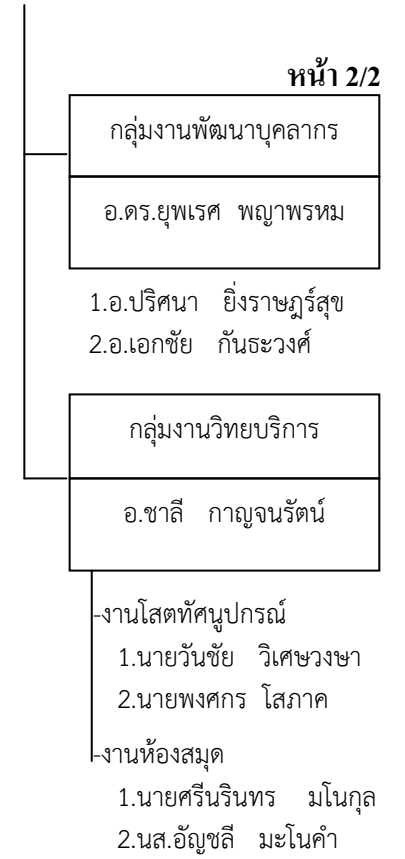 หน้า 2/2
กลุ่มงานพัฒนาบุคลากร
อ.ดร.ยุพเรศ พญาพรหม
1.อ.ปริศนา ยิ่งราษฎร์สุข
2.อ.เอกชัย กันธะวงศ์
กลุ่มงานวิทยบริการ
อ.ชาลี กาญจนรัตน์
-งานโสตทัศนูปกรณ์
1.นายวันชัย วิเศษวงษา
2.นายพงศกร โสภาค
-งานห้องสมุด
1.นายศรีนรินทร มโนกุล
2.นส.อัญชลี มะโนคำ